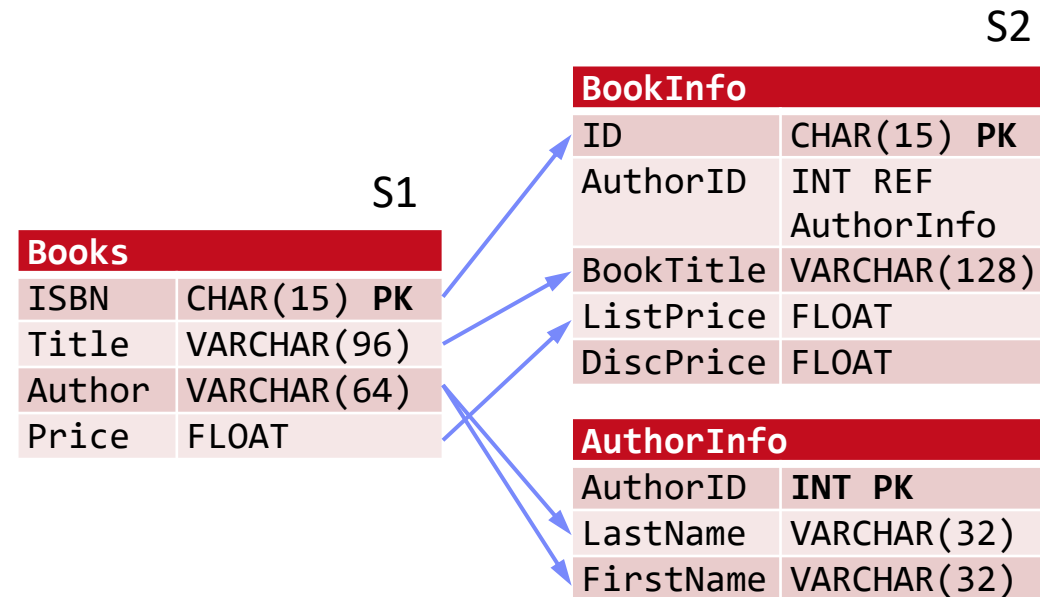 S1
Books
ISBN CHAR(15) PK
Title VARCHAR(96)
Author VARCHAR(64)
Price FLOAT
S2
BookInfo
ID CHAR(15) PK
AuthorID INT REF
AuthorInfo
BookTitle VARCHAR(128)
ListPrice FLOAT
DiscPrice FLOAT
AuthorInfo
AuthorID INT PK
LastName VARCHAR(32)
FirstName VARCHAR(32)